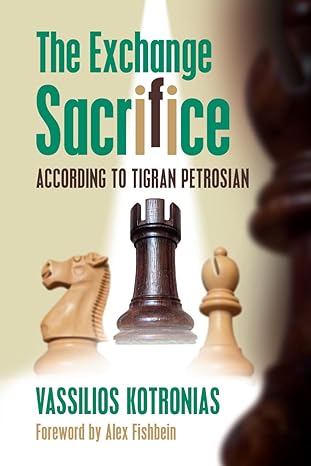 The Exchange
Sacrifice
ACCORDING TO TIGRAN PETROSIAN
VASSILIOS KOTRONIAS
Foreword by Alex Fishbein